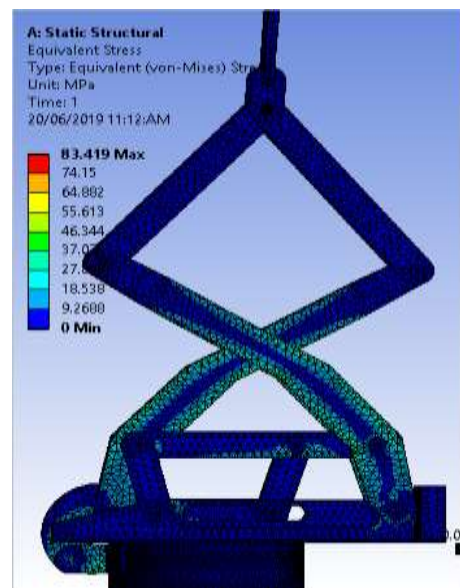 A: Static Structural
Equivalent Stress
Type: Equivalent (von-Mises) Stre
Unit: MPa
Time: 1
20/06/2019 11:12 AM
83.419 Max
74.15
64.882
55.613
46.344
18.538
9.2688
0 Min